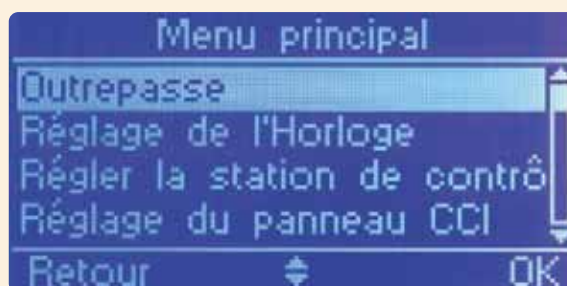 Menu principal
Outrepasse
Réglage de l'Horloge
Régler la station de contrô
Réglage du panneau CCI
Retour OK